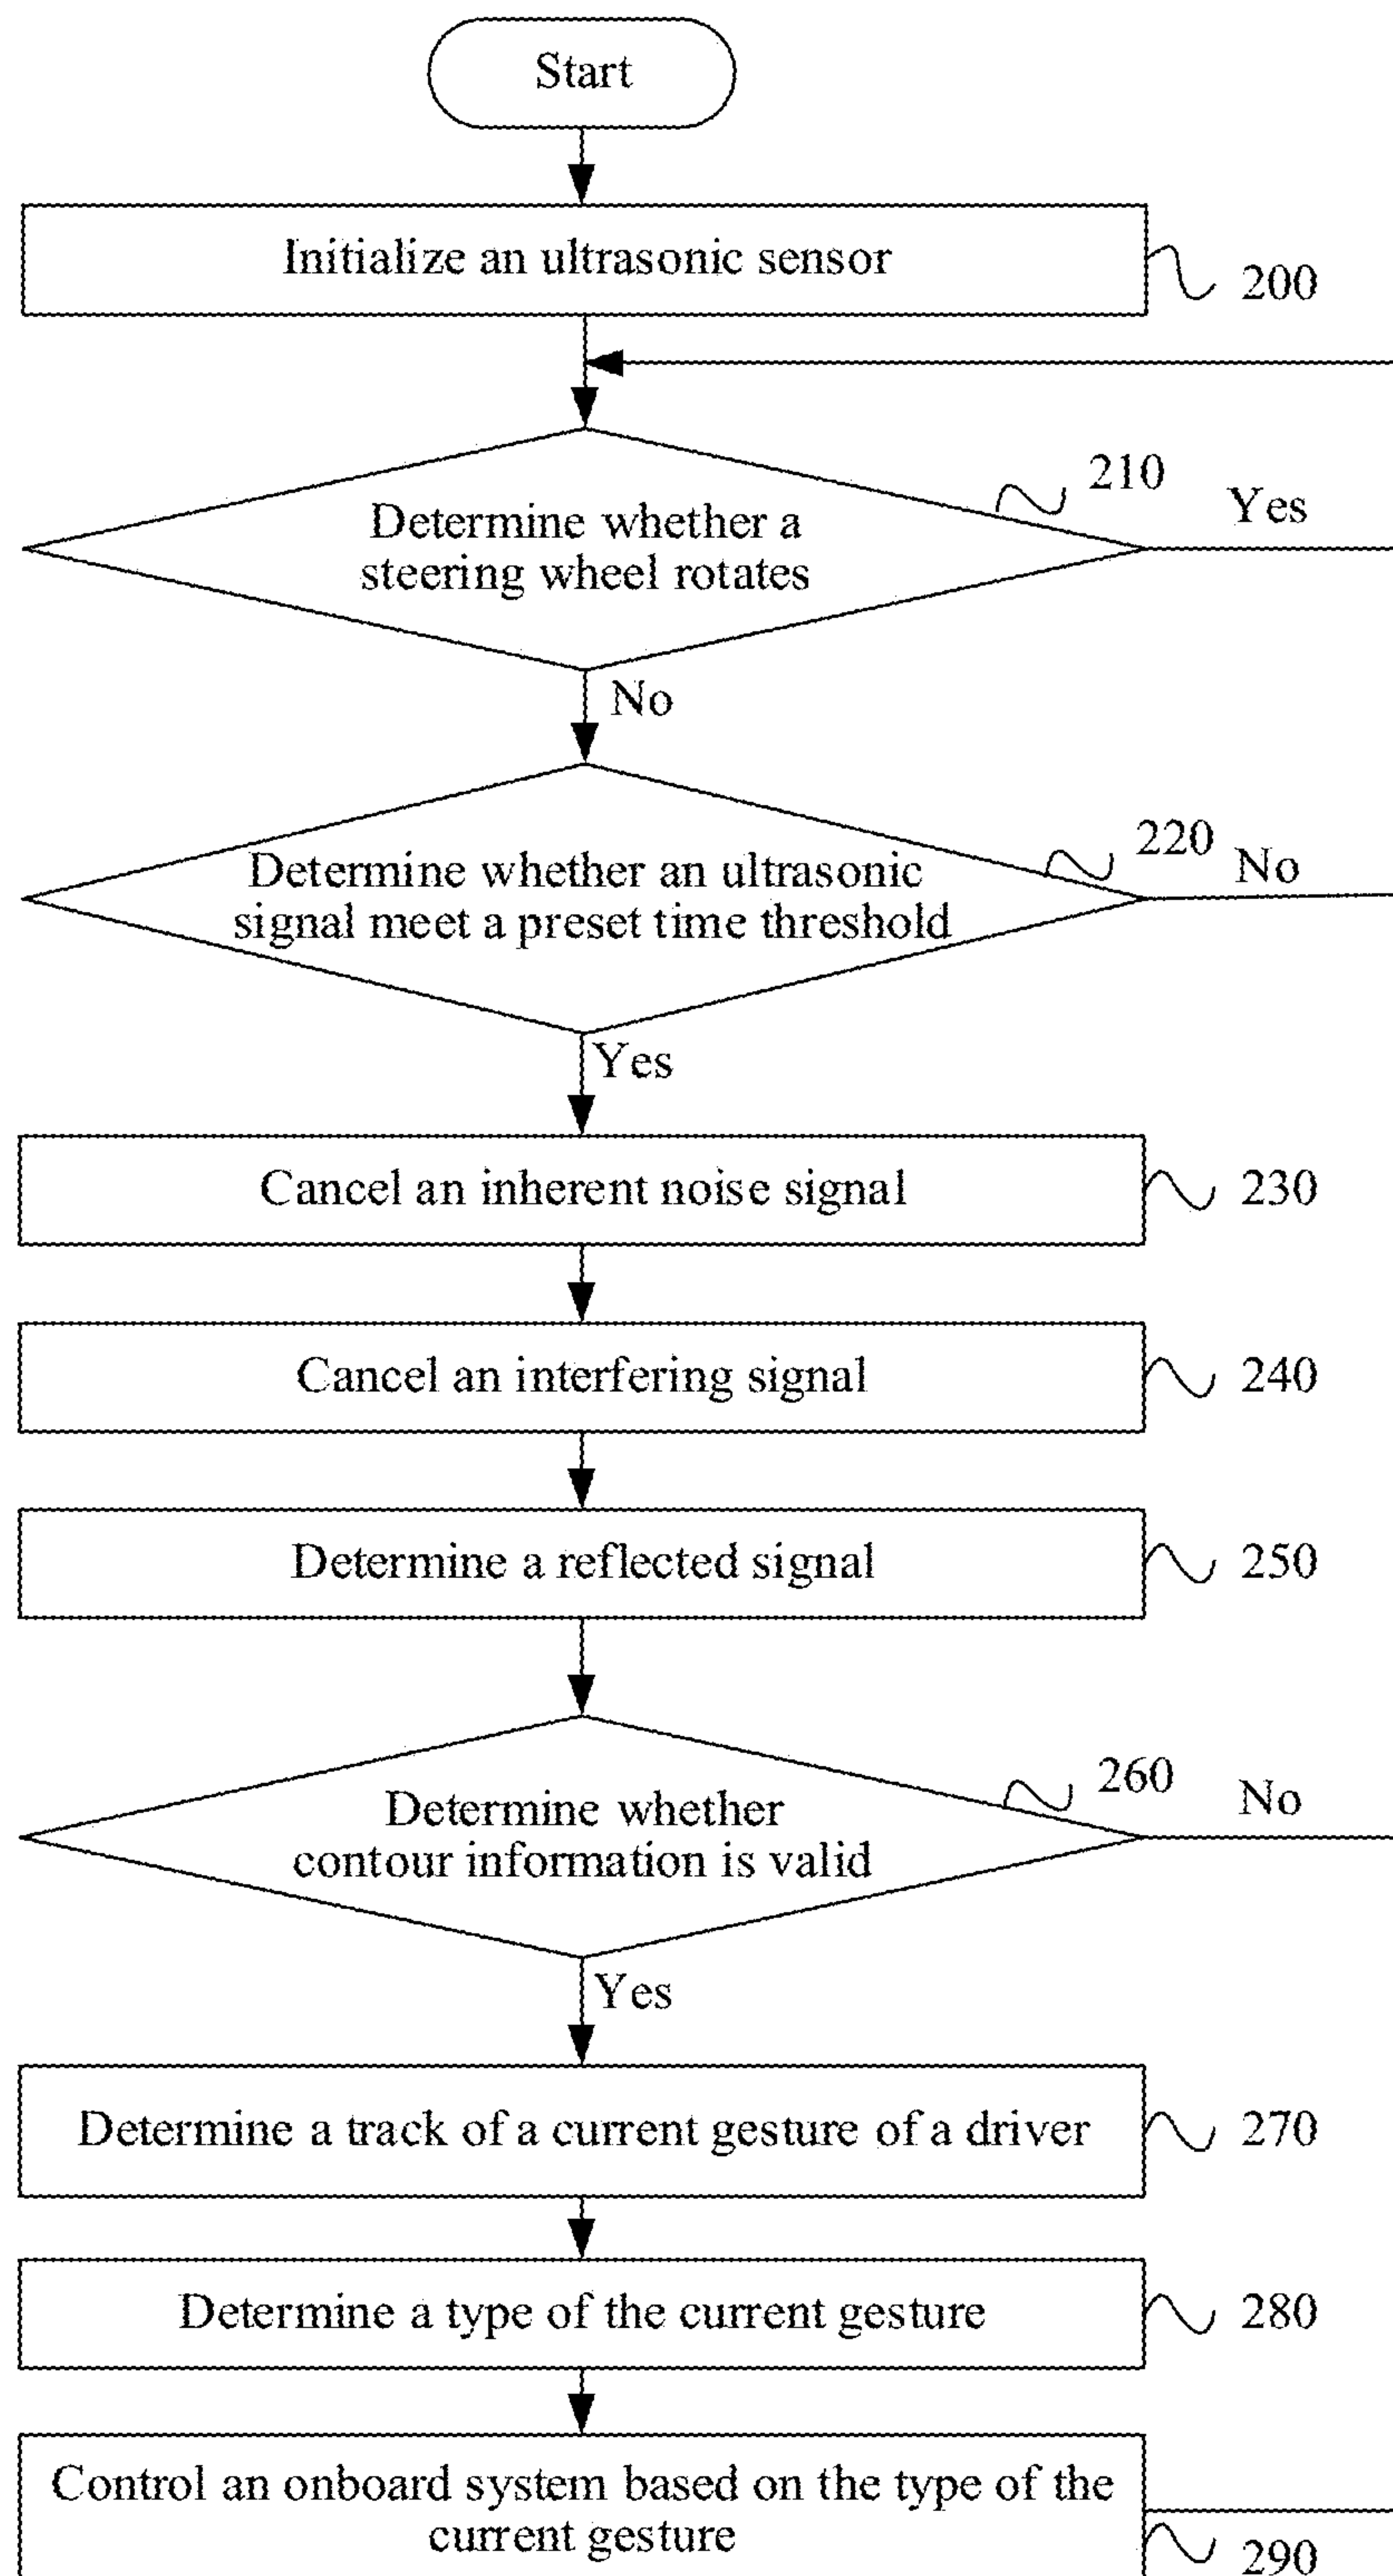 Start
Initialize an ultrasonic sensor
200
210
Yes
Determine whether a
steering wheel rotates
No
220
No
Determine whether an ultrasonic
signal meet a preset time threshold
Yes
Cancel an inherent noise signal
230
Cancel an interfering signal
240
Determine a reflected signal
250
260
No
Determine whether
contour information is valid
Yes
Determine a track of a current gesture of a driver
270
Determine a type of the current gesture
280
Control an onboard system based on the type of the
current gesture
290